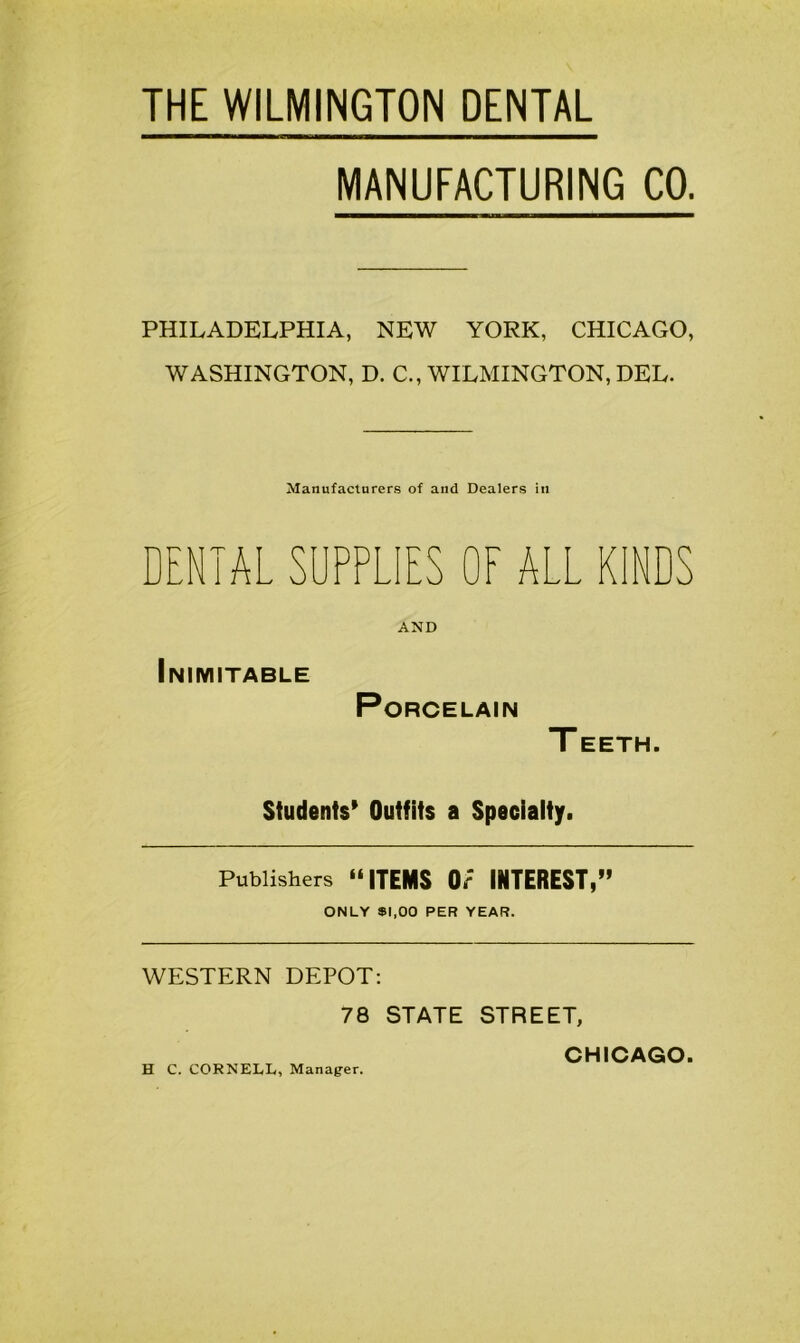 THE WILMINGTON DENTAL
MANUFACTURING CO.
PHILADELPHIA, NEW YORK, CHICAGO,
WASHINGTON, D. C., WILMINGTON, DEL.
Manufacturers of and Dealers in
DENTAL SUPPLIES OF ALL KINDS
AND
INIMITABLE
PORCELAIN
TEETH.
Students' Outfits a Specialty.
Publishers "ITEMS OF INTEREST,"
ONLY $1,00 PER YEAR.
WESTERN DEPOT:
78 STATE STREET,
CHICAGO.
H C. CORNELL, Manager.